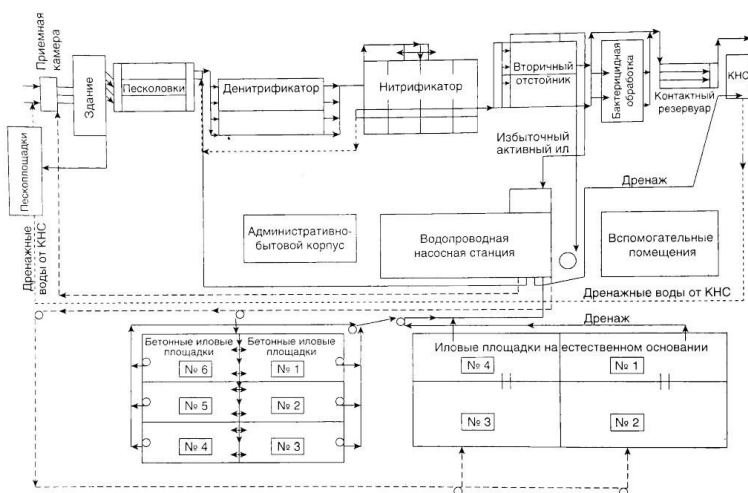 Приемная
камера
Здание
Песколовки
Денитрификатор
Нитрификатор
Вторичный
отстойник
Бактерицидная
обработка
Контактный
резервуар
КНС
Пескоплощадки
Избыточный
активный ил
Дренаж
Административно-
бытовой корпус
Водопроводная
насосная станция
Вспомогательные
помещения
Дренажные
воды от КНС
Дренажные воды от КНС
Дренаж
Бетонные иловые
площадки
Бетонные иловые
площадки
№ 6
№ 1
№ 5
№ 2
№ 4
№ 3
Иловые площадки на естественном основании
№ 4
№ 1
№ 3
№ 2